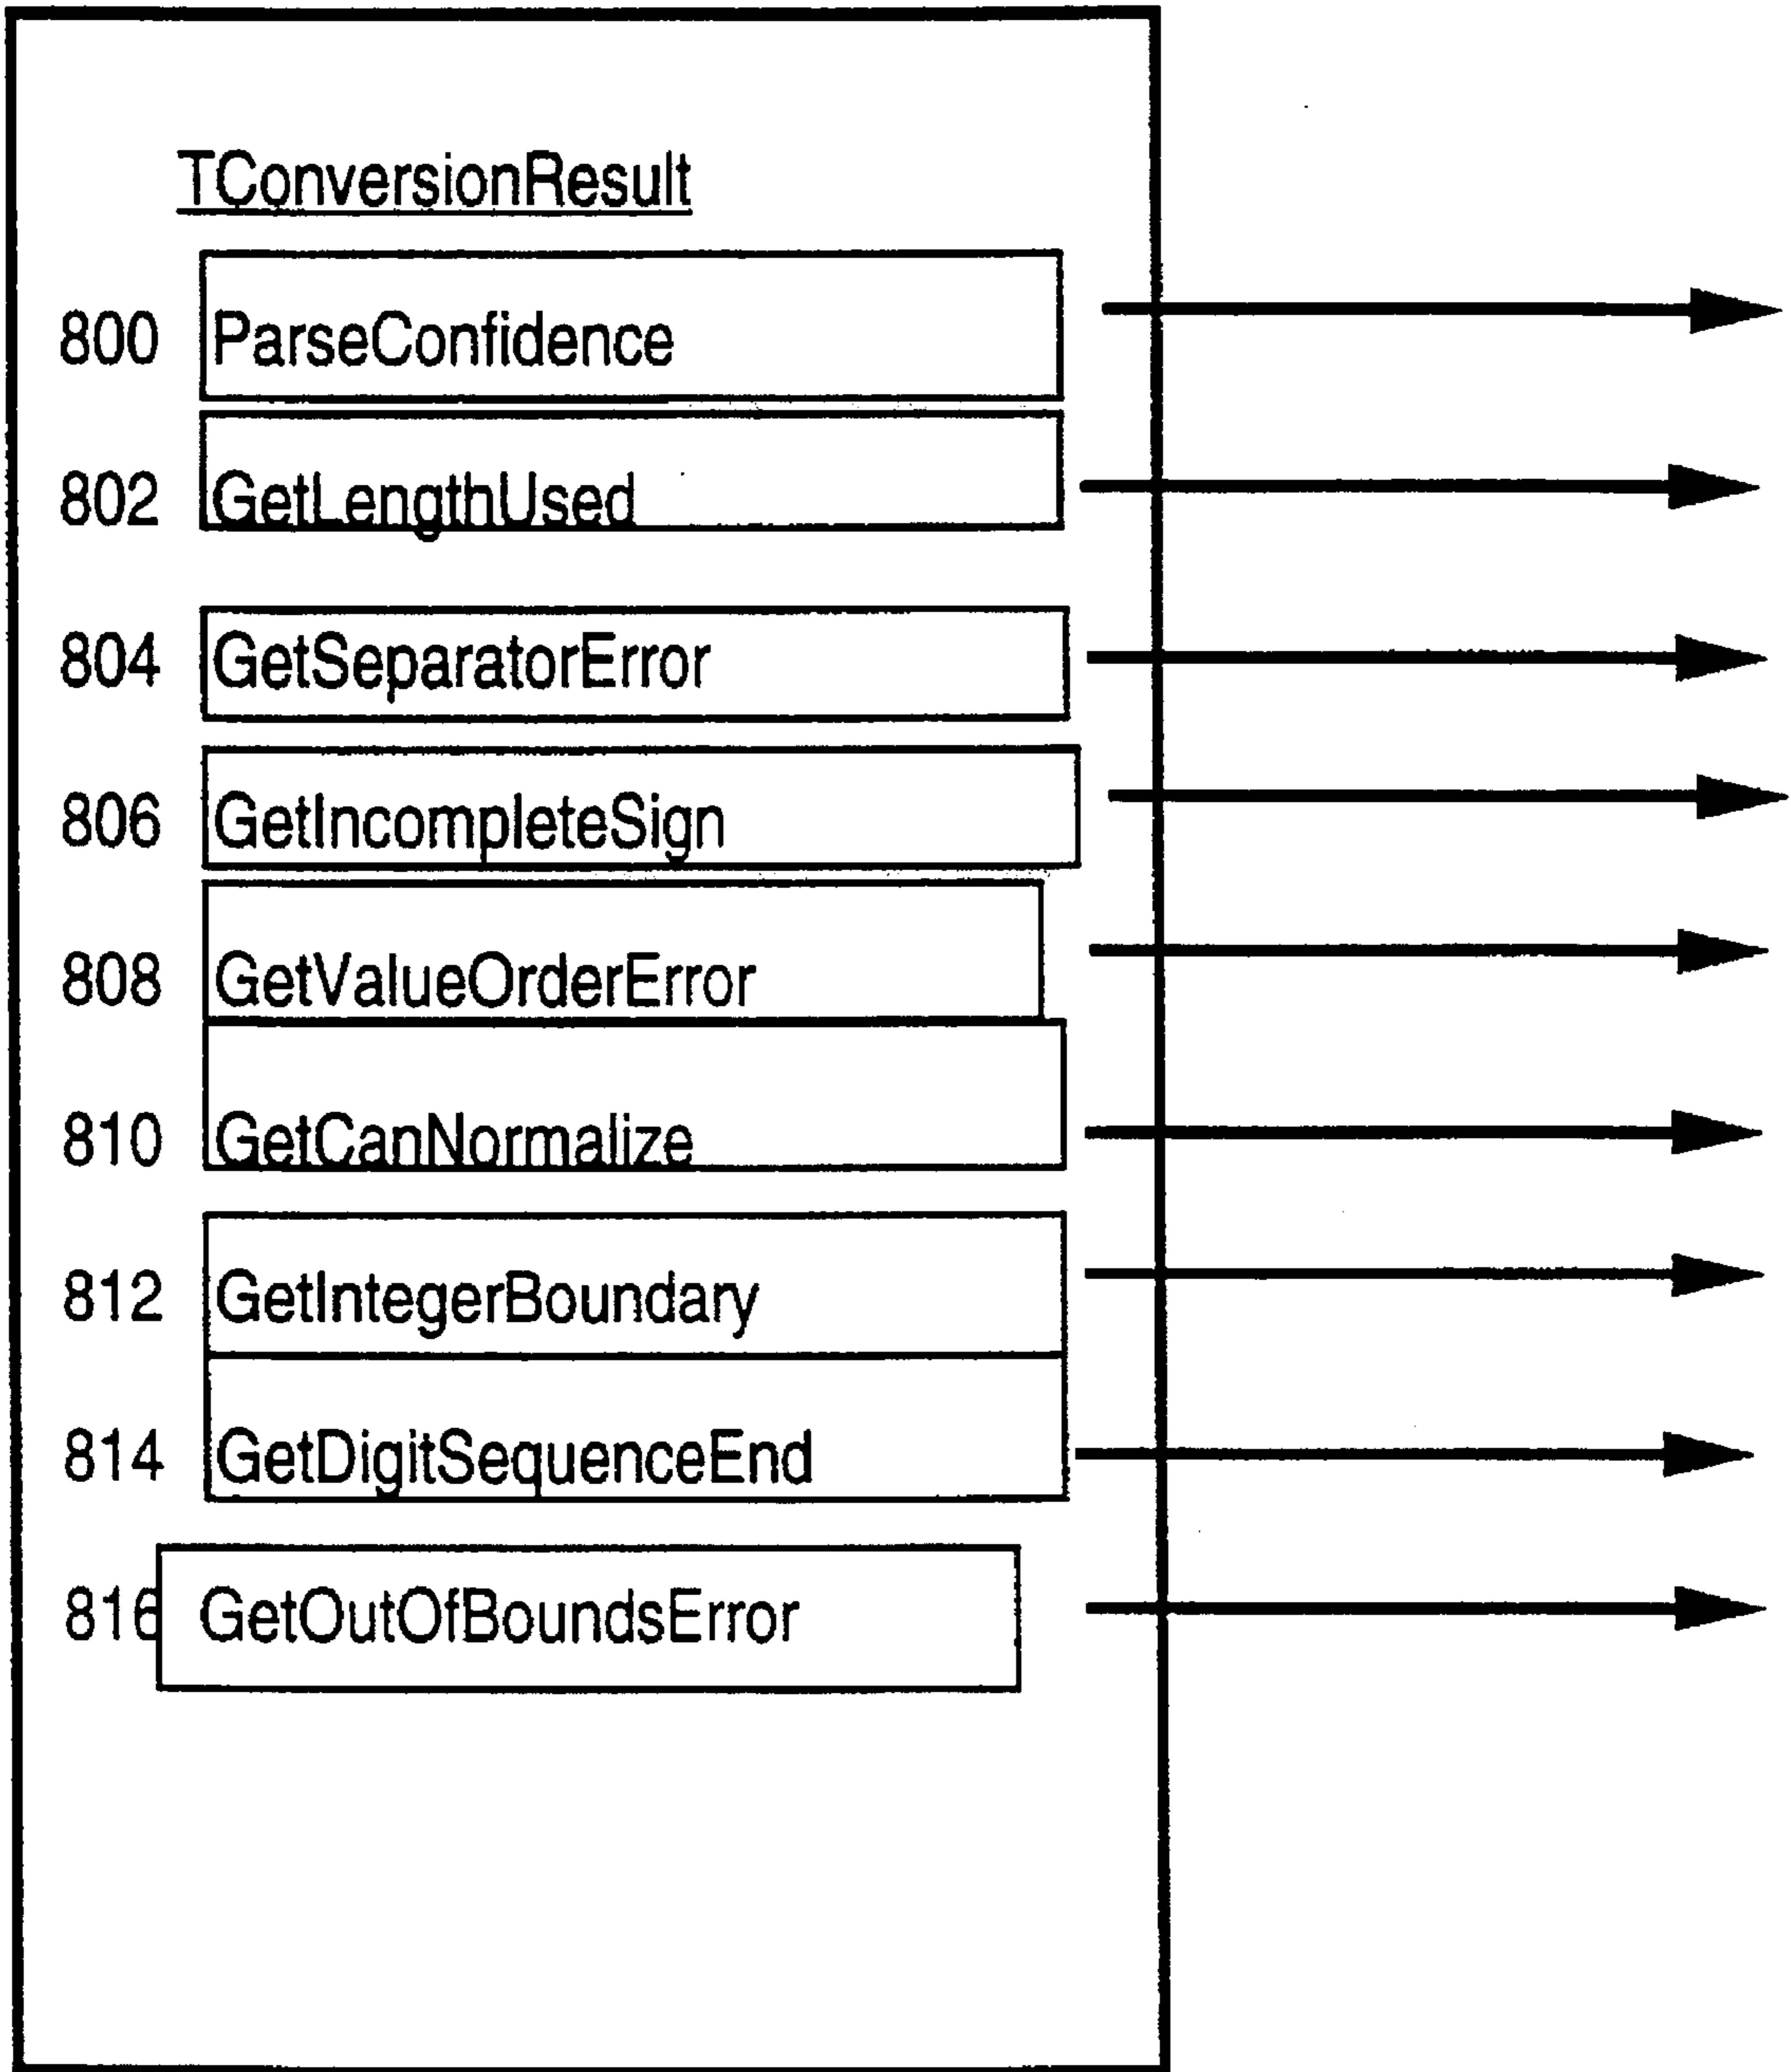 TConversionResult
800 ParseConfidence
802 GetLengthUsed
804 GetSeparatorError
806 GetIncompleteSign
808 GetValueOrderError
810 GetCanNormalize
812 GetIntegerBoundary
814 GetDigitSequenceEnd
816 GetOutOfBoundsError